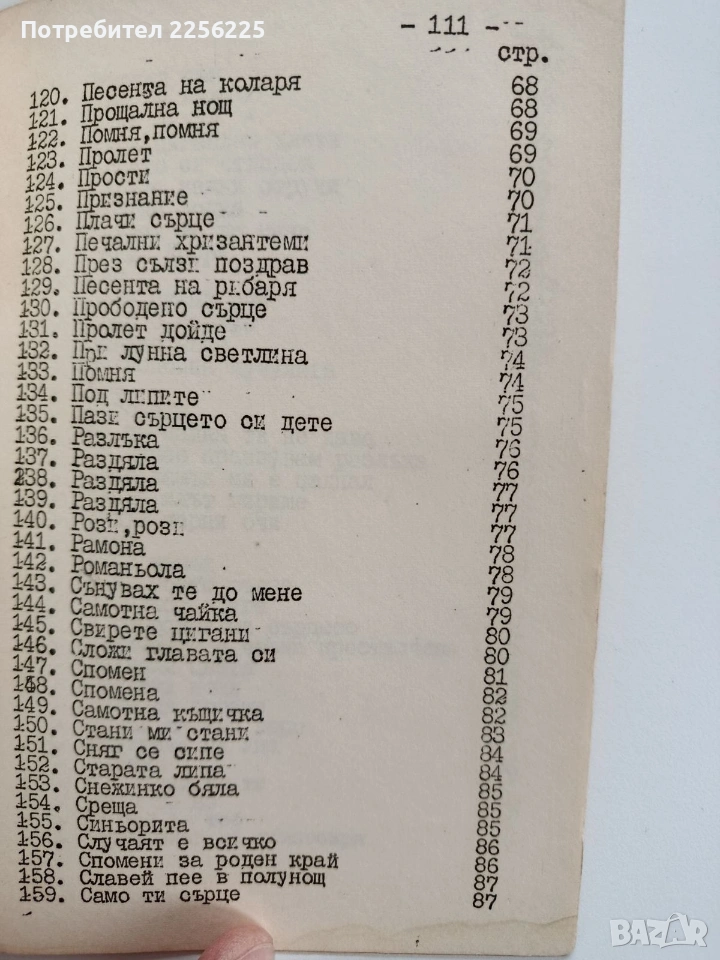 Потребител 2256225
- 111 -
стр.
120. Песента на коларя 68
121. Прощална нощ 68
122. Помня, помня 69
123. Пролет 69
124. Прости 70
125. Признание 70
126. Плачи сърце 71
127. Печални хризантеми 71
128. През сълзи поздрав 72
129. Песента на рибаря 72
130. Прободено сърце 73
131. Пролет дойде 73
132. При лунна светлина 74
133. Помня 74
134. Под липите 75
135. Пази сърцето си дете 75
136. Разлъка 76
137. Раздяла 76
238. Раздяла 77
139. Раздяла 77
140. Рози, рози 77
141. Рамона 78
142. Романьола 78
143. Сънувах те до мене 79
144. Самотна чайка 79
145. Свирете цигани 80
146. Сложи главата си 80
147. Спомен 81
148. Спомена 82
149. Самотна къщичка 82
150. Стани ми стани 83
151. Сняг се сипе 84
152. Старата липа 84
153. Снежинко бяла 85
154. Среща 85
155. Синьорита 85
156. Случаят е всичко 86
157. Спомени за роден край 86
158. Славей пее в полунощ 87
159. Само ти сърце 87
BAZAR